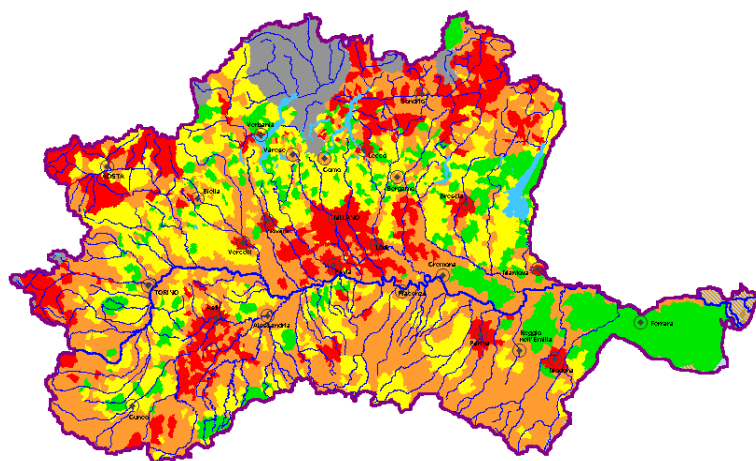 Sondrio
Verbania
Varese
Lecco
Como
AOSTA
Bergamo
Biella
Brescia
MILANO
Novara
Vercelli
Lodi
Cremona
Mantova
Pavia
TORINO
Piacenza
Asti
Alessandria
Ferrara
Parma
Reggio
nell'Emilia
Modena
Cuneo